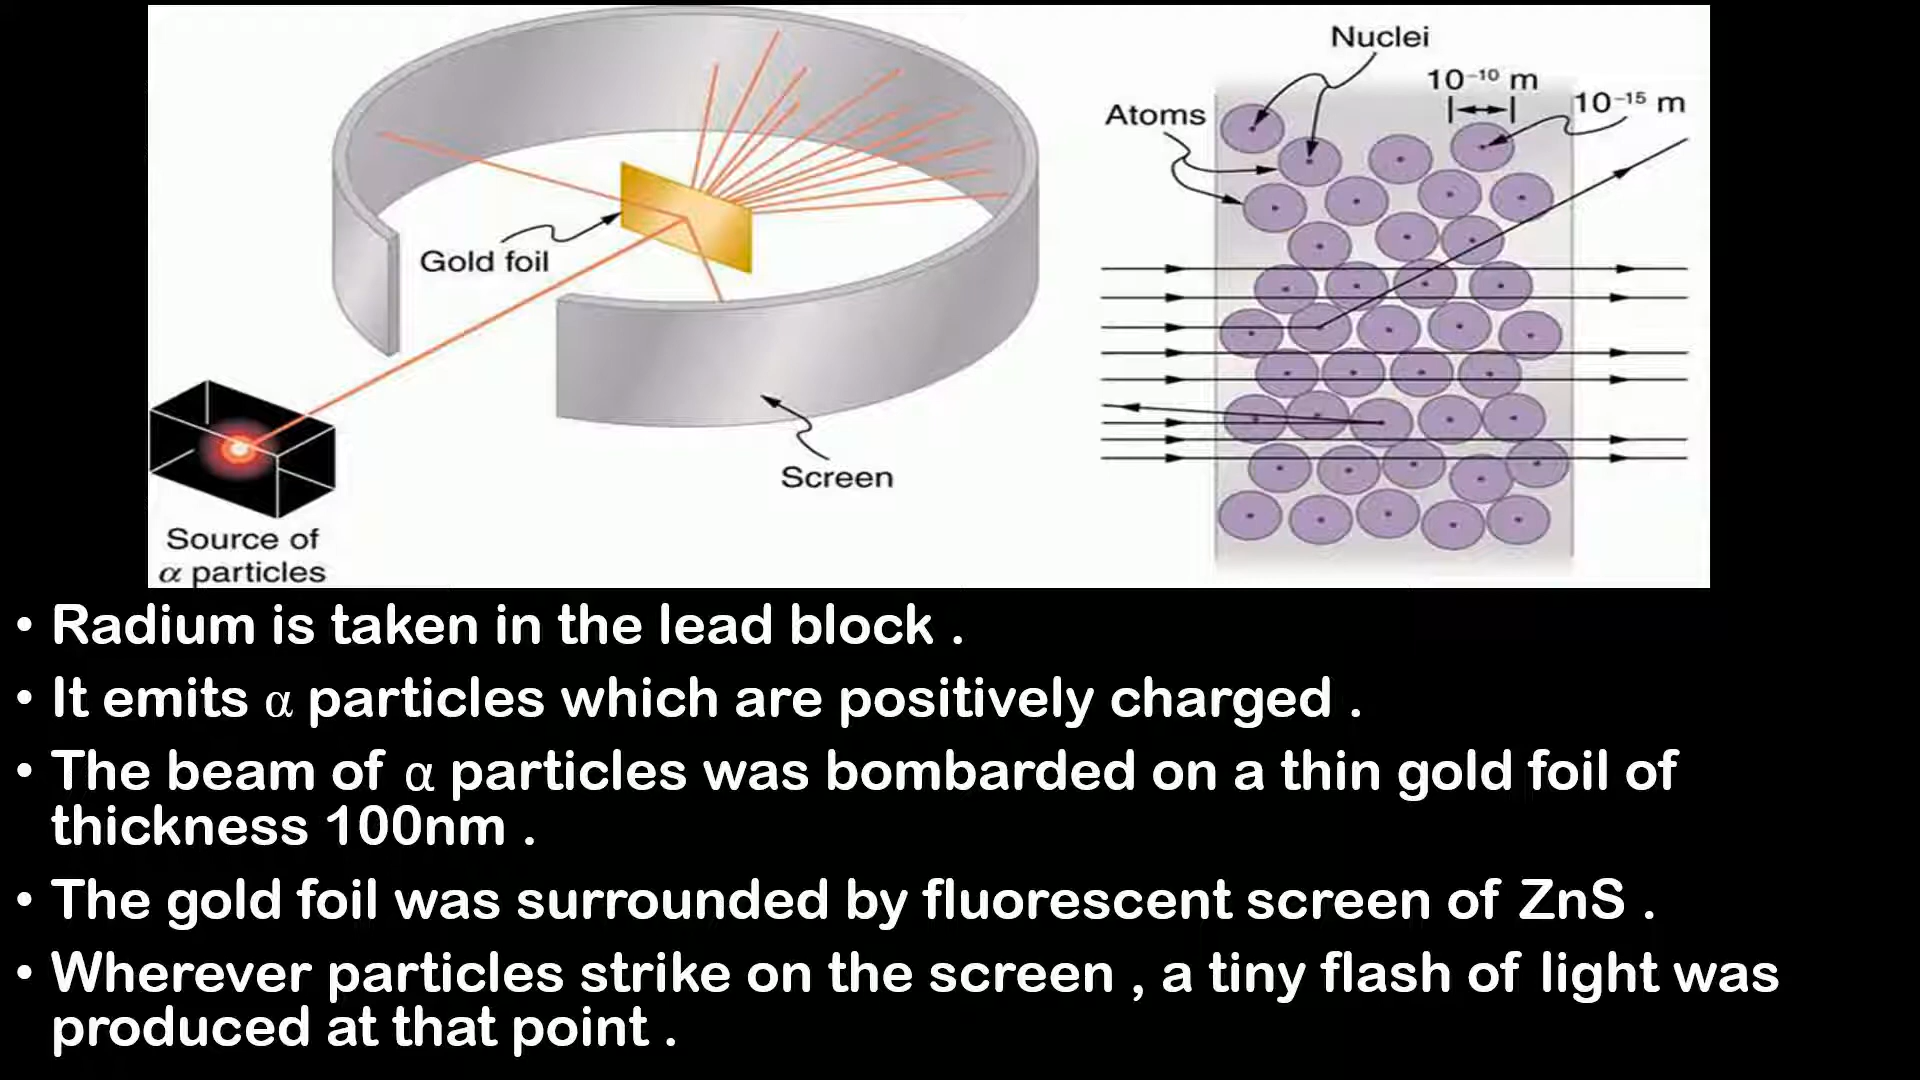 Nuclei
10⁻¹⁰ m
10⁻¹⁵ m
Atoms
Gold foil
Screen
Source of
α particles
• Radium is taken in the lead block .
• It emits α particles which are positively charged .
• The beam of α particles was bombarded on a thin gold foil of
thickness 100nm .
• The gold foil was surrounded by fluorescent screen of ZnS .
• Wherever particles strike on the screen , a tiny flash of light was
produced at that point .